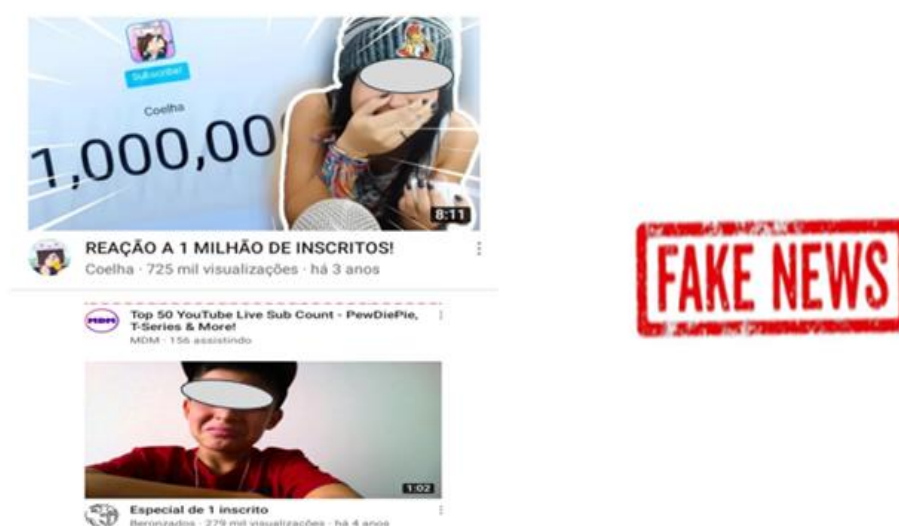 Subscribe!
Coelha
1,000,00
8:11
REAÇÃO A 1 MILHÃO DE INSCRITOS!
Coelha · 725 mil visualizações · há 3 anos
MDM
Top 50 YouTube Live Sub Count - PewDiePie,
T-Series & More!
MDM · 156 assistindo
1:02
Especial de 1 inscrito
Beronzados · 279 mil visualizações · há 4 anos
FAKE NEWS